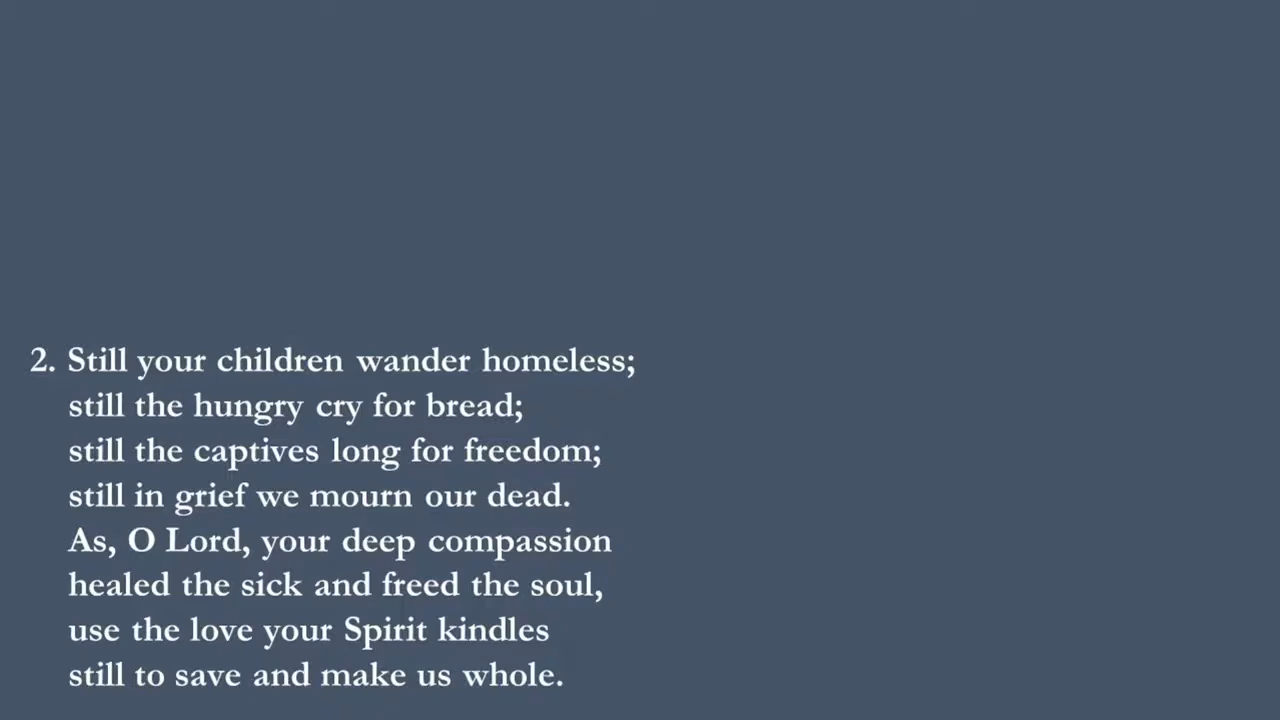 2. Still your children wander homeless;
still the hungry cry for bread;
still the captives long for freedom;
still in grief we mourn our dead.
As, O Lord, your deep compassion
healed the sick and freed the soul,
use the love your Spirit kindles
still to save and make us whole.